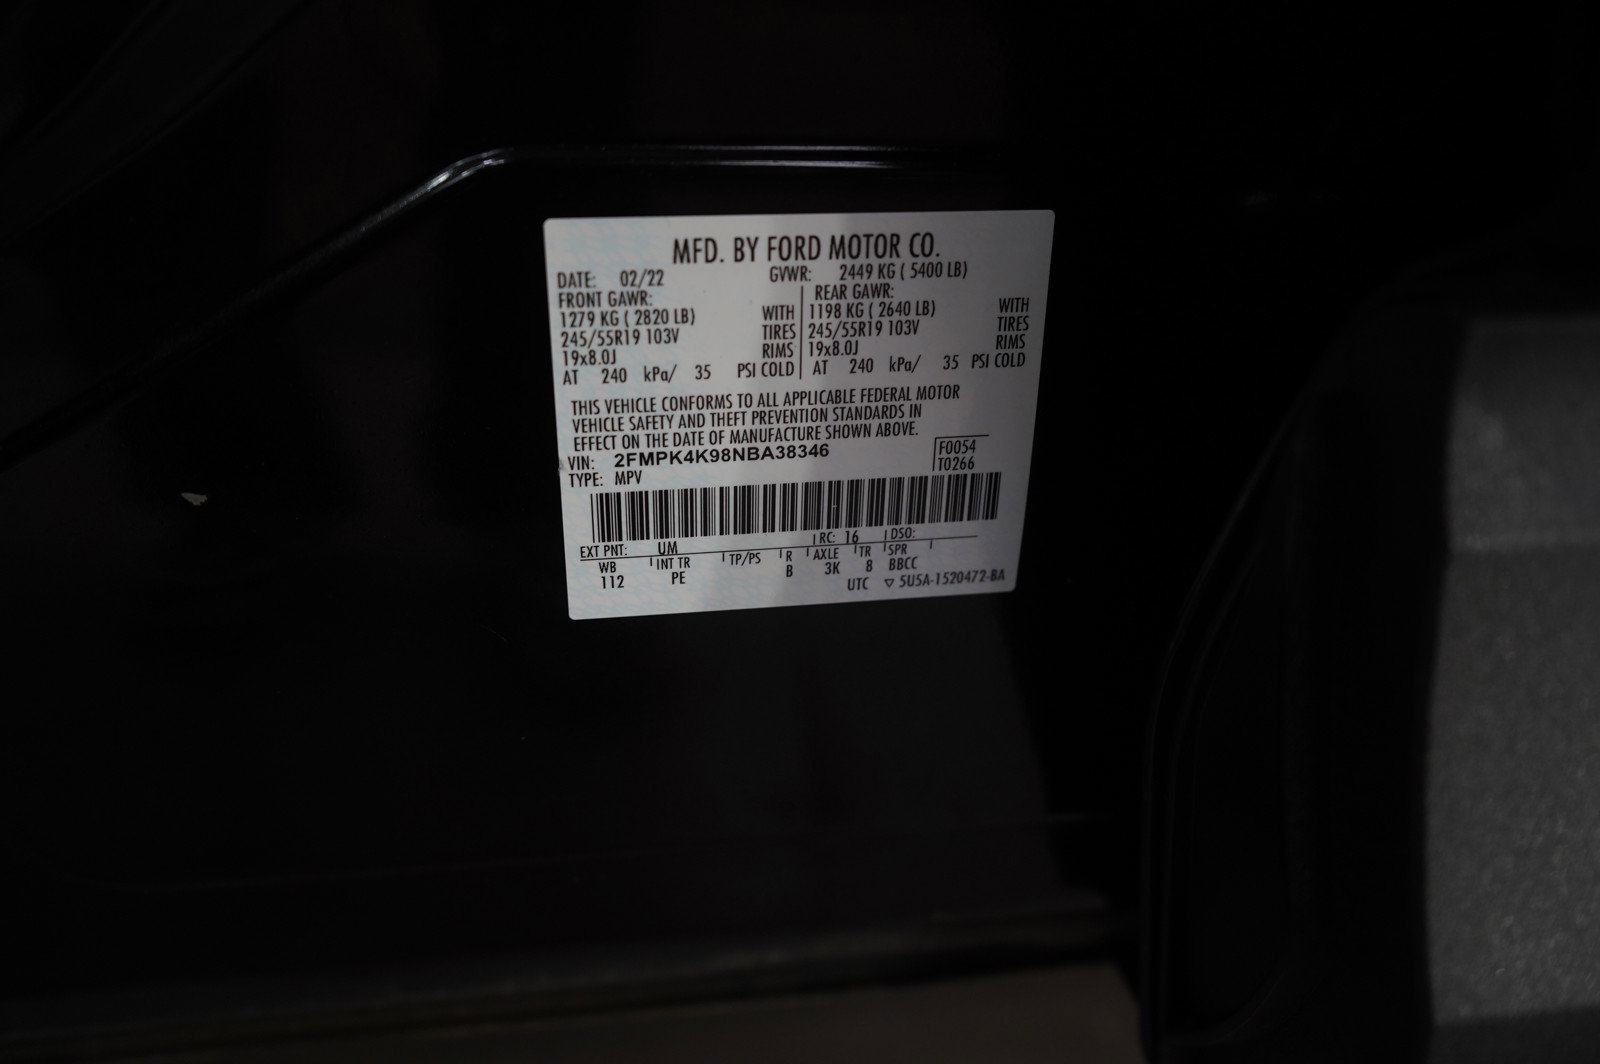 MFD. BY FORD MOTOR CO.
DATE: 02/22 GVWR: 2449 KG ( 5400 LB)
FRONT GAWR: REAR GAWR:
1279 KG ( 2820 LB) WITH 1198 KG ( 2640 LB) WITH
245/55R19 103V TIRES 245/55R19 103V TIRES
19x8.0J RIMS 19x8.0J RIMS
AT 240 kPa/ 35 PSI COLD AT 240 kPa/ 35 PSI COLD
THIS VEHICLE CONFORMS TO ALL APPLICABLE FEDERAL MOTOR
VEHICLE SAFETY AND THEFT PREVENTION STANDARDS IN
EFFECT ON THE DATE OF MANUFACTURE SHOWN ABOVE.
VIN: 2FMPK4K98NBA38346 F0054
TYPE: MPV T0266
EXT PNT: UM RC: 16 DSO:
WB INT TR TP/PS R AXLE TR SPR
112 PE B 3K 8 BBCC
UTC ▽ 5U5A-1520472-BA